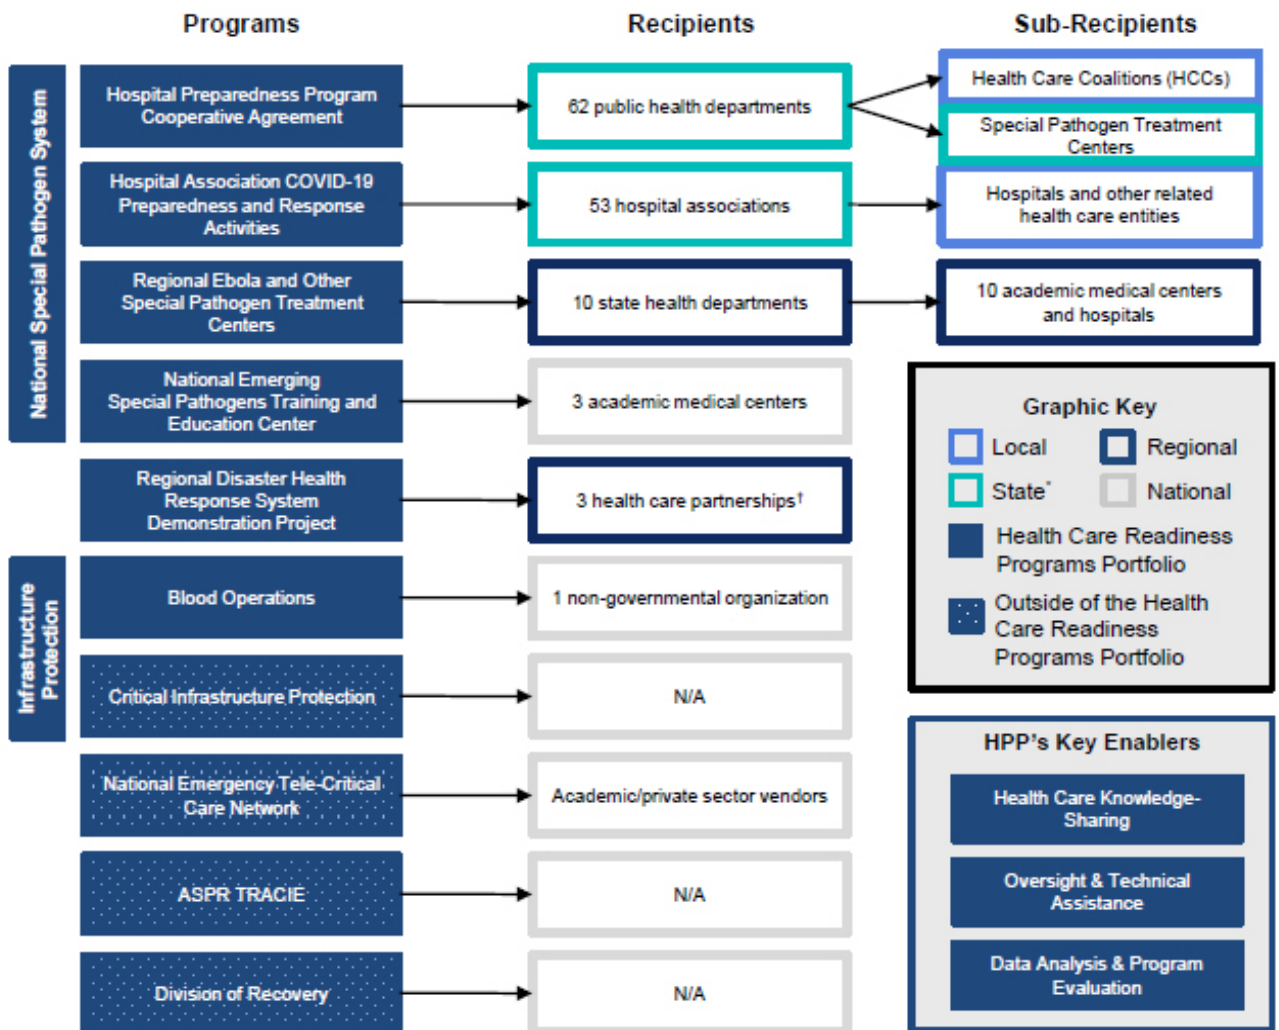 Programs
Recipients
Sub-Recipients
National Special Pathogen System
Hospital Preparedness Program
Cooperative Agreement
62 public health departments
Health Care Coalitions (HCCs)
Special Pathogen Treatment
Centers
Hospital Association COVID-19
Preparedness and Response
Activities
53 hospital associations
Hospitals and other related
health care entities
Regional Ebola and Other
Special Pathogen Treatment
Centers
10 state health departments
10 academic medical centers
and hospitals
National Emerging
Special Pathogens Training and
Education Center
3 academic medical centers
Regional Disaster Health
Response System
Demonstration Project
3 health care partnerships†
Infrastructure
Protection
Blood Operations
1 non-governmental organization
Critical Infrastructure Protection
N/A
National Emergency Tele-Critical
Care Network
Academic/private sector vendors
ASPR TRACIE
N/A
Division of Recovery
N/A
Graphic Key
Local
Regional
State*
National
Health Care Readiness
Programs Portfolio
Outside of the Health
Care Readiness
Programs Portfolio
HPP's Key Enablers
Health Care Knowledge-
Sharing
Oversight & Technical
Assistance
Data Analysis & Program
Evaluation